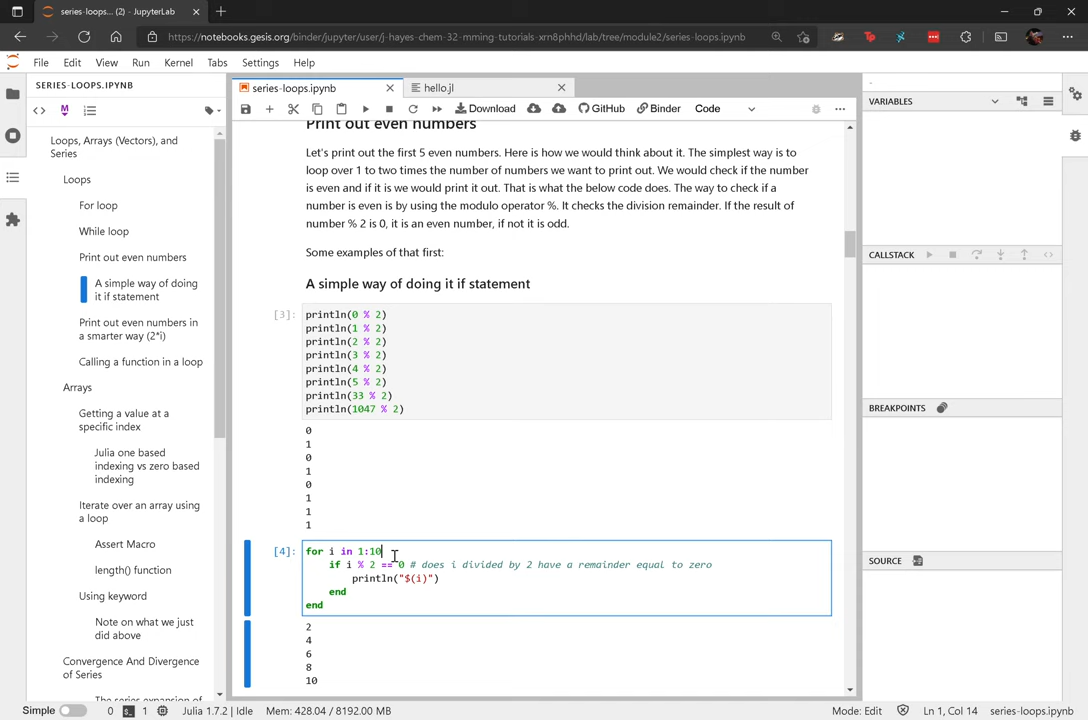 series-loops... (2) - JupyterLab
https://notebooks.gesis.org/binder/jupyter/user/j-hayes-chem-32-mming-tutorials-xrn8phhd/lab/tree/module2/series-loops.ipynb
File Edit View Run Kernel Tabs Settings Help
SERIES-LOOPS.IPYNB
Loops, Arrays (Vectors), and
Series
Loops
For loop
While loop
Print out even numbers
A simple way of doing
it if statement
Print out even numbers in
a smarter way (2*i)
Calling a function in a loop
Arrays
Getting a value at a
specific index
Julia one based
indexing vs zero based
indexing
Iterate over an array using
a loop
Assert Macro
length() function
Using keyword
Note on what we just
did above
Convergence And Divergence
of Series
The series expansion of
series-loops.ipynb
hello.jl
Download GitHub Binder Code
Print out even numbers
Let's print out the first 5 even numbers. Here is how we would think about it. The simplest way is to
loop over 1 to two times the number of numbers we want to print out. We would check if the number
is even and if it is we would print it out. That is what the below code does. The way to check if a
number is even is by using the modulo operator %. It checks the division remainder. If the result of
number % 2 is 0, it is an even number, if not it is odd.
Some examples of that first:
A simple way of doing it if statement
[3]: println(0 % 2)
println(1 % 2)
println(2 % 2)
println(3 % 2)
println(4 % 2)
println(5 % 2)
println(33 % 2)
println(1047 % 2)
0
1
0
1
0
1
1
1
[4]: for i in 1:10
if i % 2 == 0 # does i divided by 2 have a remainder equal to zero
println("$(i)")
end
end
2
4
6
8
10
VARIABLES
CALLSTACK
BREAKPOINTS
SOURCE
Simple 0 1 Julia 1.7.2 | Idle Mem: 428.04 / 8192.00 MB Mode: Edit Ln 1, Col 14 series-loops.ipynb